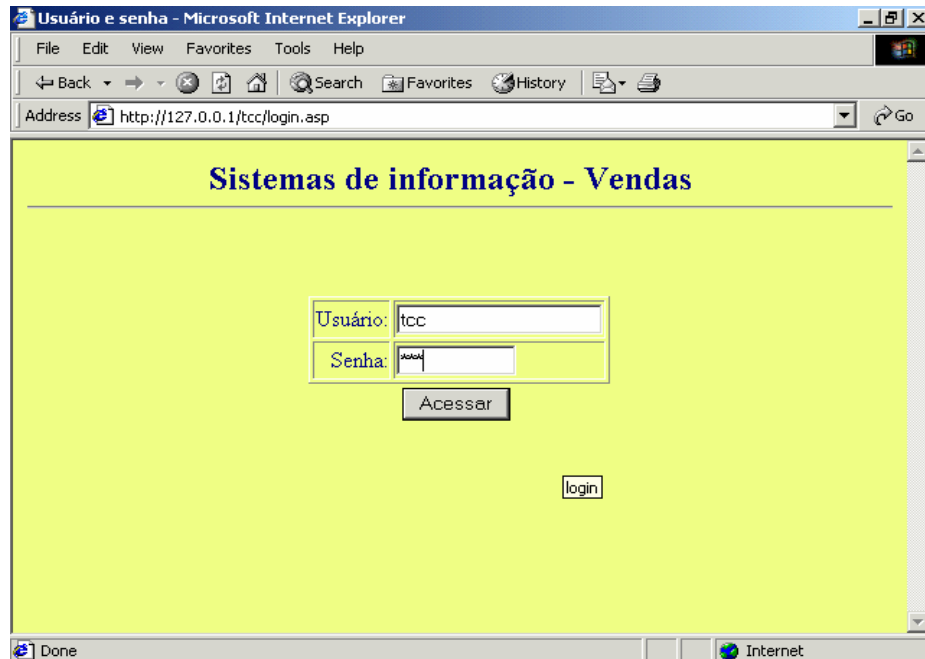 Usuário e senha - Microsoft Internet Explorer
File Edit View Favorites Tools Help
Back Search Favorites History
Address http://127.0.0.1/tcc/login.asp Go
Sistemas de informação - Vendas
Usuário: tcc
Senha: ****
Acessar
login
Done Internet